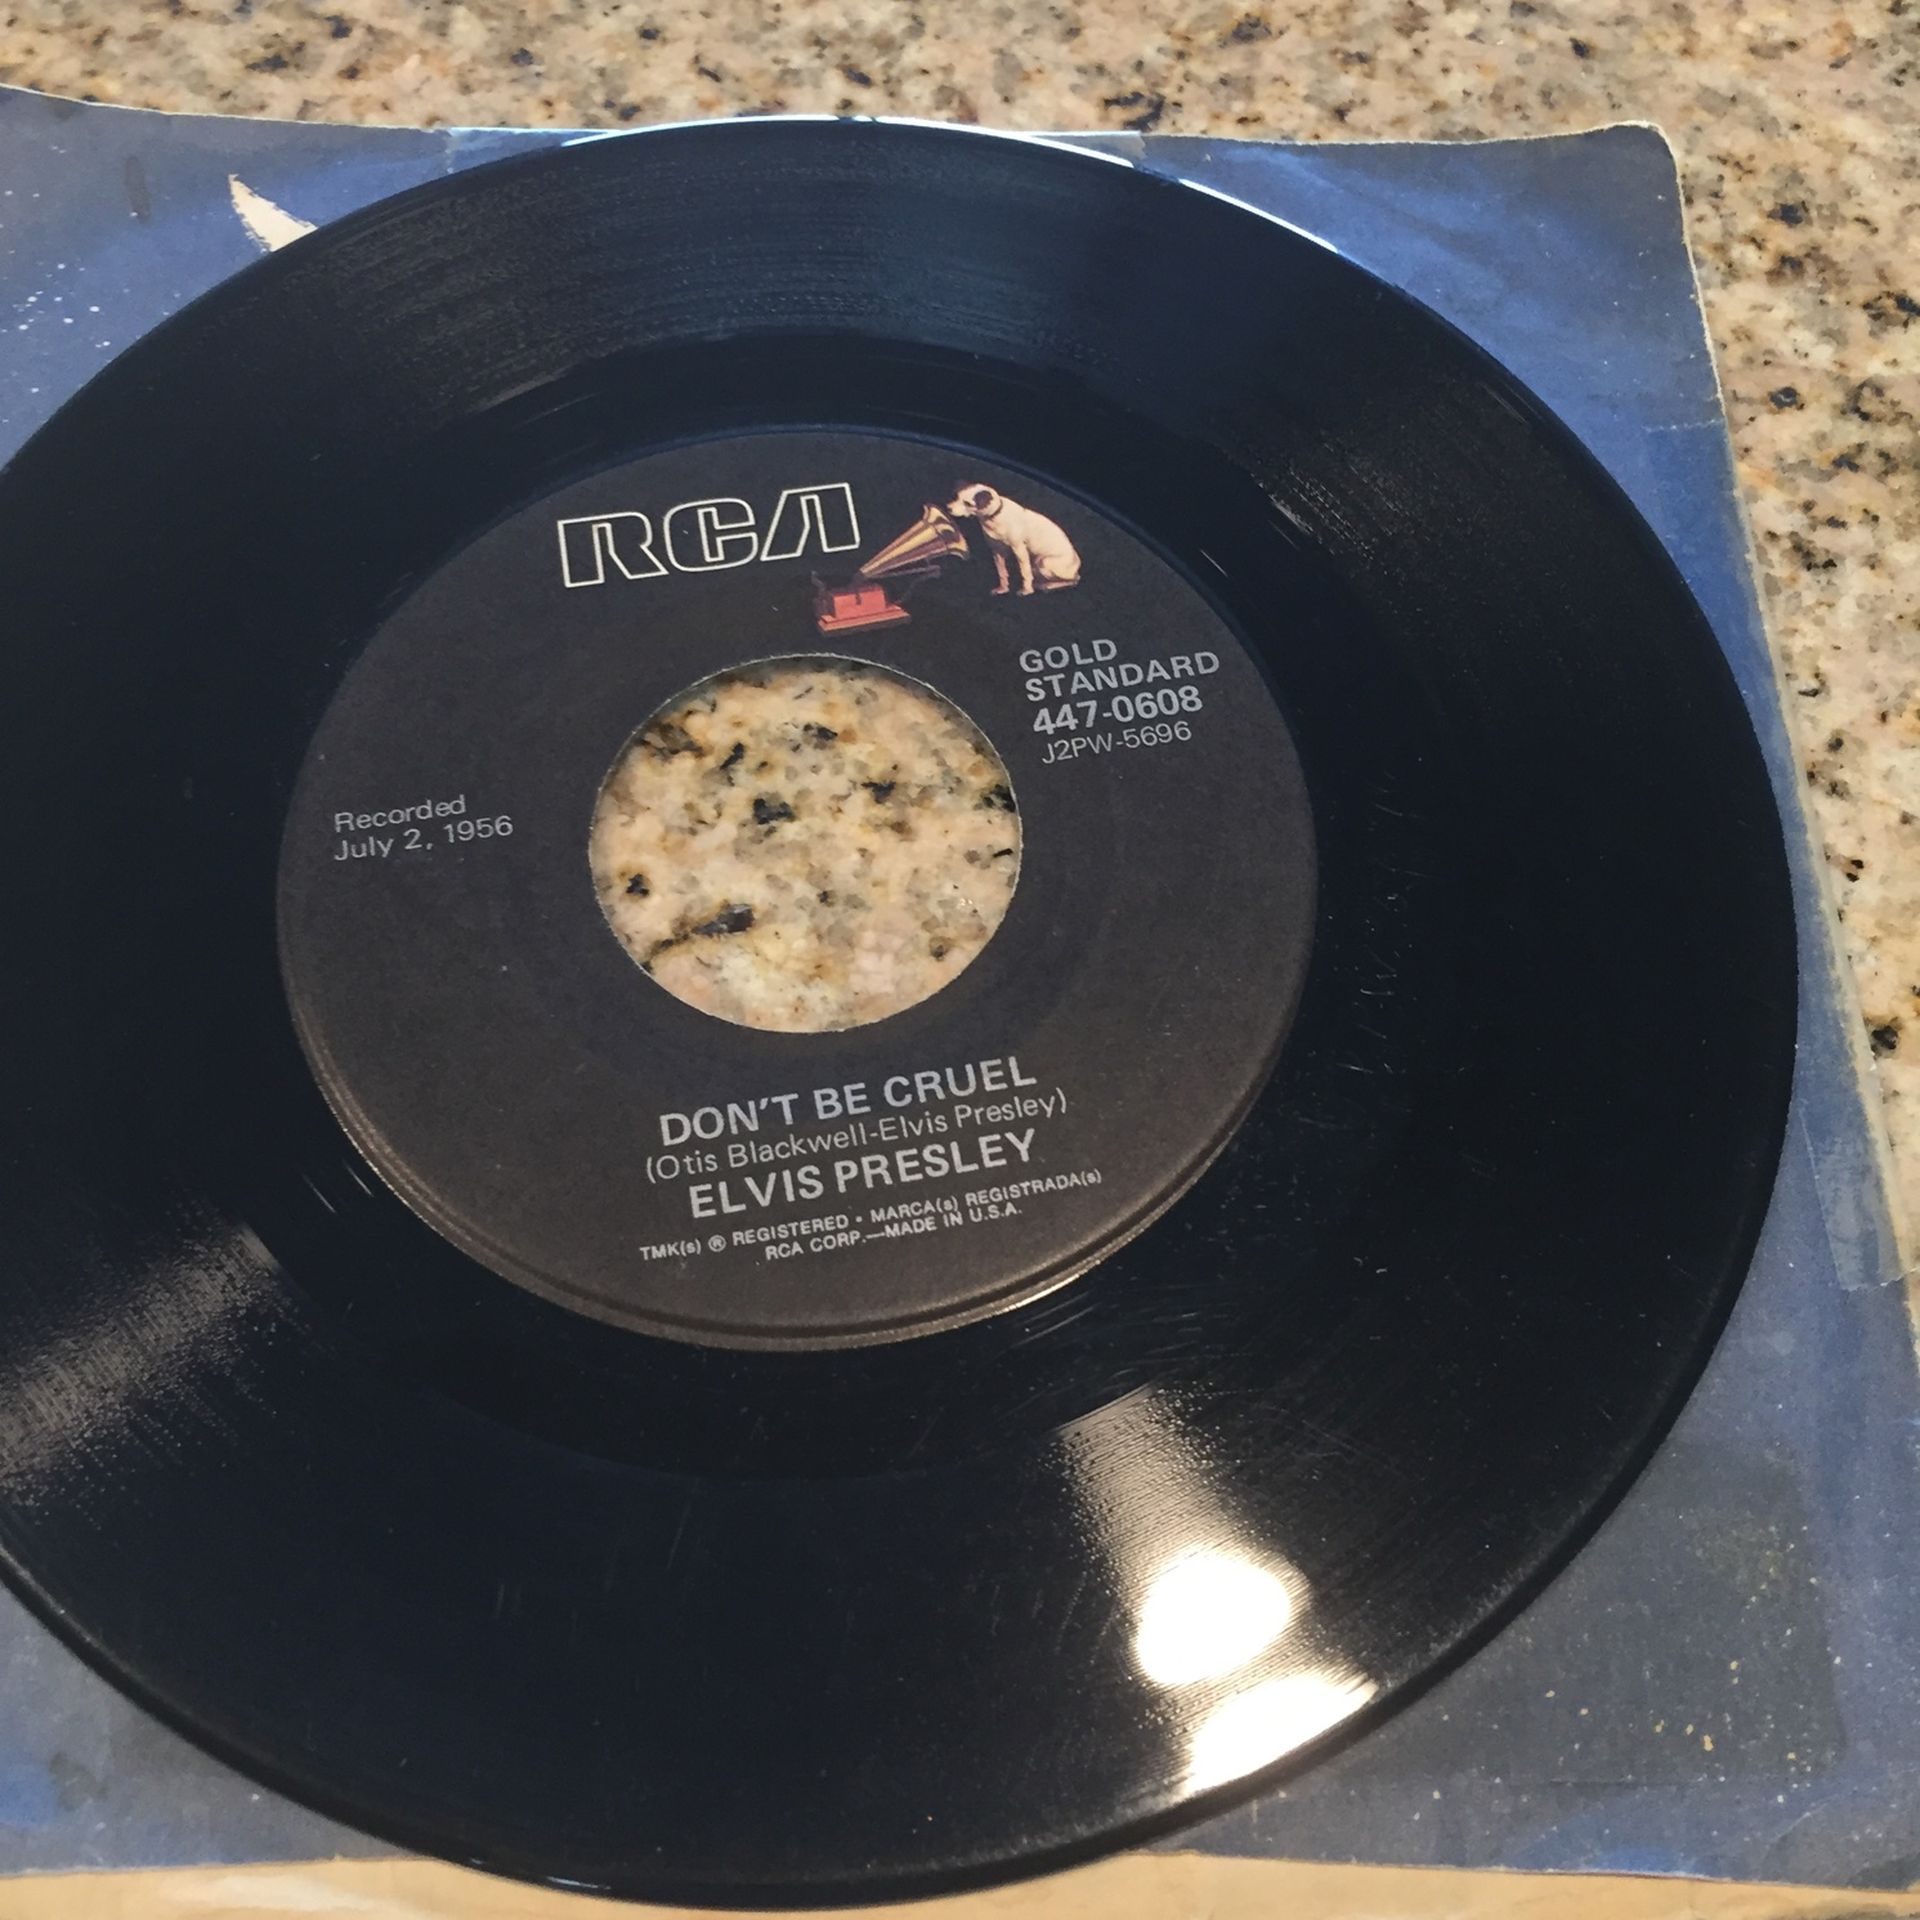 RCA
GOLD
STANDARD
447-0608
J2PW-5696
Recorded
July 2, 1956
DON'T BE CRUEL
(Otis Blackwell-Elvis Presley)
ELVIS PRESLEY
TMK(s) ® REGISTERED • MARCA(s) REGISTRADA(s)
RCA CORP.—MADE IN U.S.A.